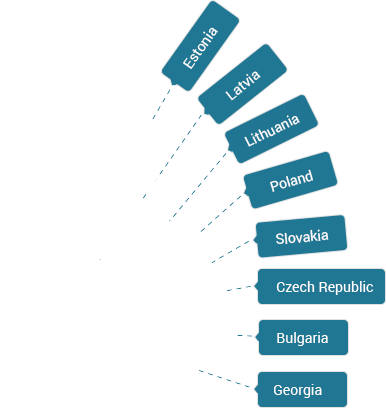 Estonia
Latvia
Lithuania
Poland
Slovakia
Czech Republic
Bulgaria
Georgia